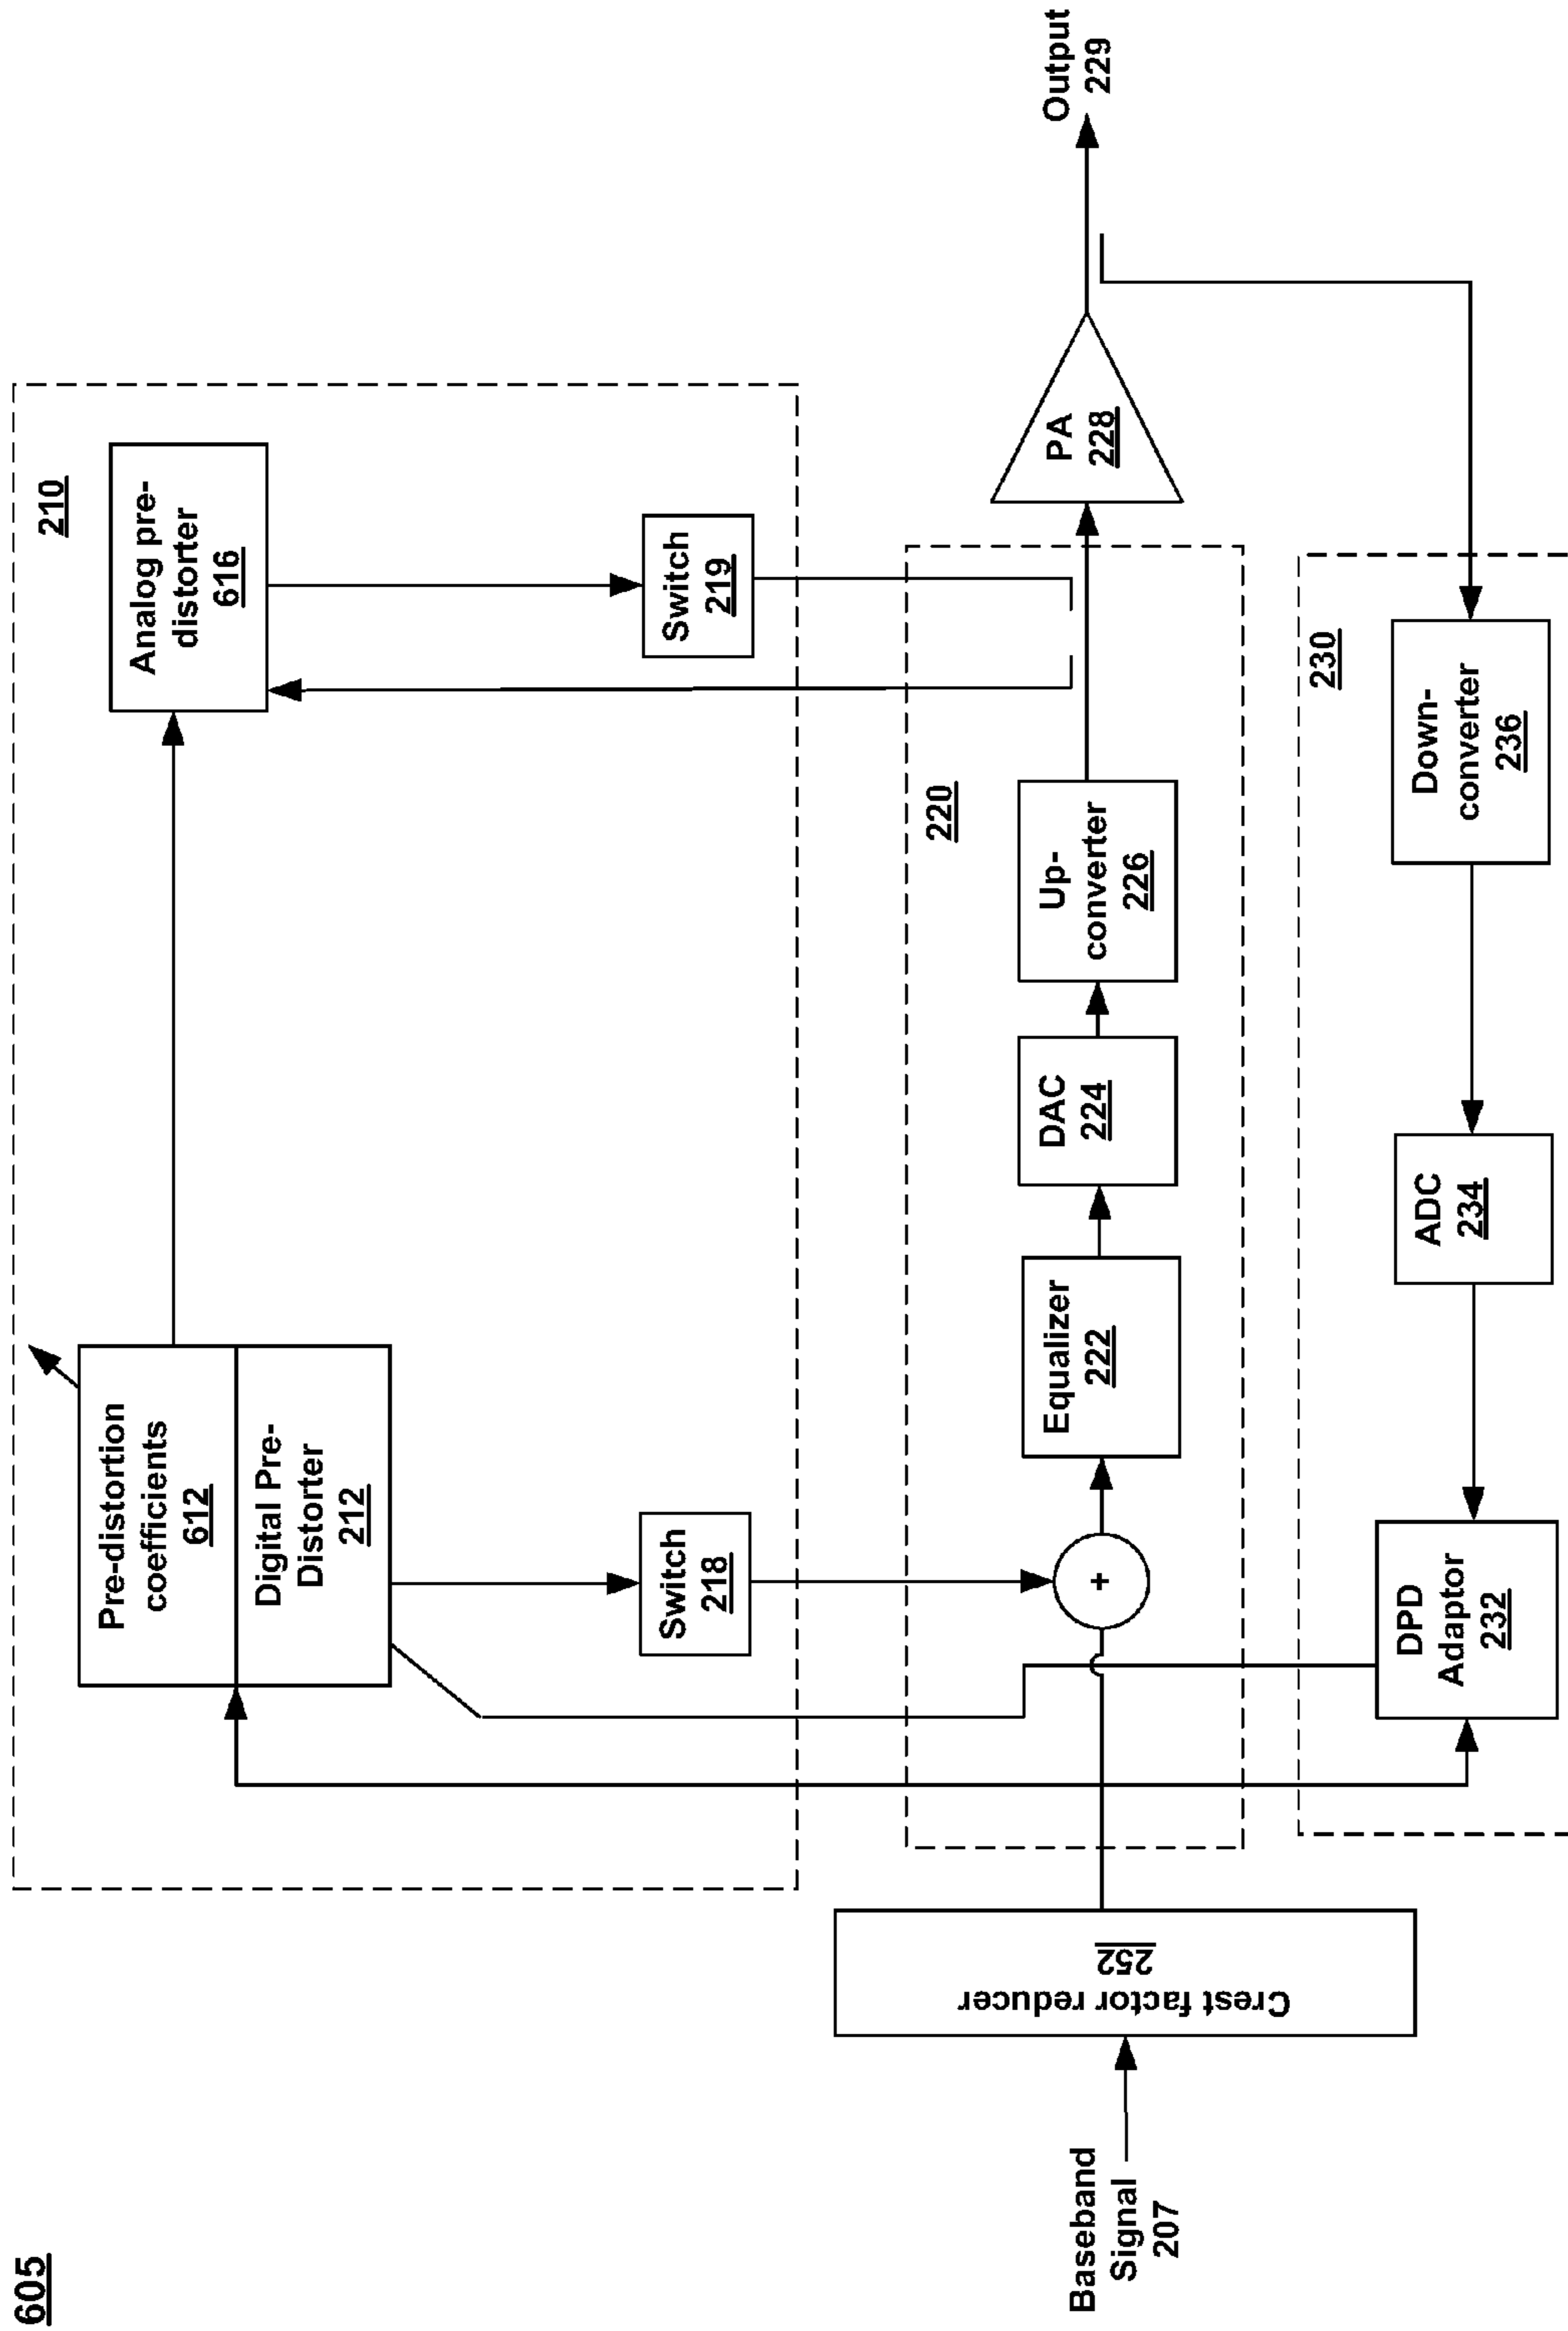 605
210
Pre-distortion
coefficients
612
Digital Pre-
Distorter
212
Analog pre-
distorter
616
Switch
218
Switch
219
220
Baseband
Signal
207
Crest factor reducer
252
+
Equalizer
222
DAC
224
Up-
converter
226
PA
228
Output
229
230
DPD
Adaptor
232
ADC
234
Down-
converter
236